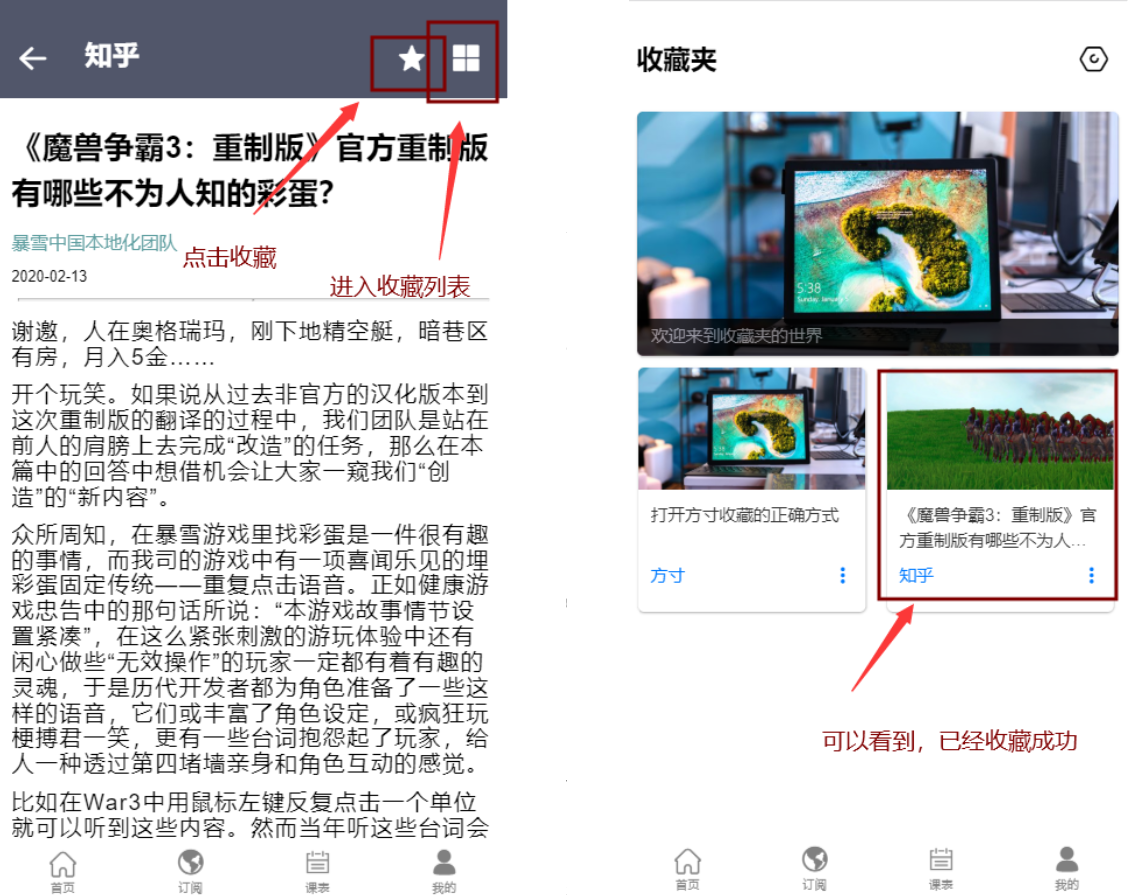 知乎
《魔兽争霸3：重制版》官方重制版
有哪些不为人知的彩蛋？
暴雪中国本地化团队
点击收藏
2020-02-13
进入收藏列表
谢邀，人在奥格瑞玛，刚下地精空艇，暗巷区
有房，月入5金……
开个玩笑。如果说从过去非官方的汉化版本到
这次重制版的翻译的过程中，我们团队是站在
前人的肩膀上去完成“改造”的任务，那么在本
篇中的回答中想借机会让大家一窥我们“创
造”的“新内容”。
众所周知，在暴雪游戏里找彩蛋是一件很有趣
的事情，而我司的游戏中有一项喜闻乐见的埋
彩蛋固定传统——重复点击语音。正如健康游
戏忠告中的那句话所说：“本游戏故事情节设
置紧凑”，在这么紧张刺激的游玩体验中还有
闲心做些“无效操作”的玩家一定都有着有趣的
灵魂，于是历代开发者都为角色准备了一些这
样的语音，它们或丰富了角色设定，或疯狂玩
梗搏君一笑，更有一些台词抱怨起了玩家，给
人一种透过第四堵墙亲身和角色互动的感觉。
比如在War3中用鼠标左键反复点击一个单位
就可以听到这些内容。然而当年听这些台词会
首页
订阅
课表
我的
收藏夹
5:38
Sunday, January
欢迎来到收藏夹的世界
打开方寸收藏的正确方式
方寸
《魔兽争霸3：重制版》官
方重制版有哪些不为人...
知乎
可以看到，已经收藏成功
首页
订阅
课表
我的